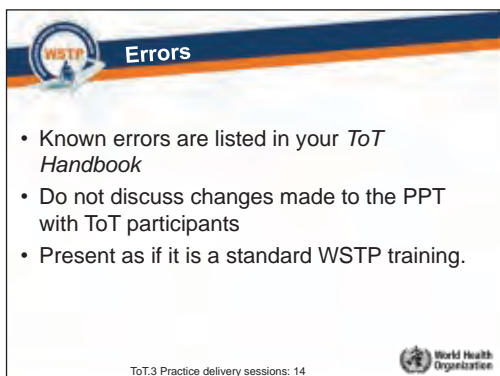 WSTP
Errors
• Known errors are listed in your ToT
Handbook
• Do not discuss changes made to the PPT
with ToT participants
• Present as if it is a standard WSTP training.
ToT.3 Practice delivery sessions: 14
World Health
Organization